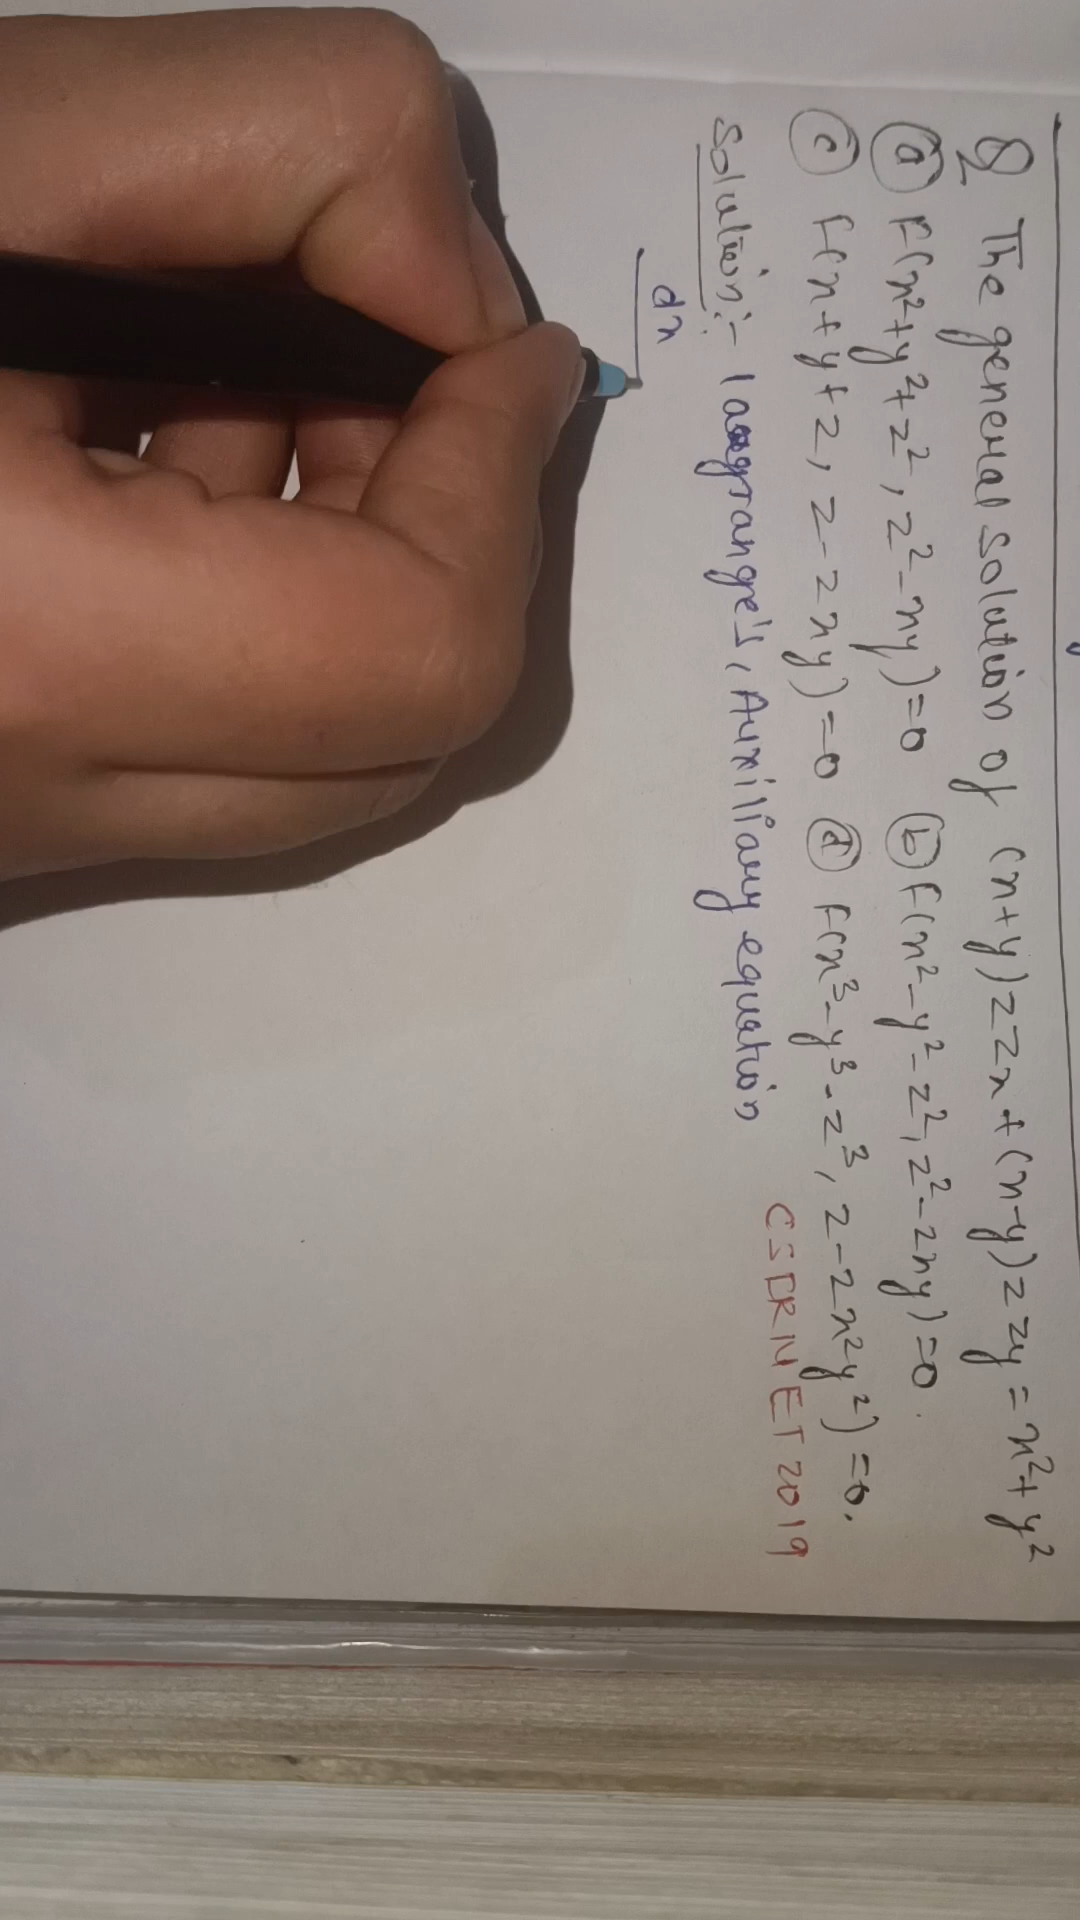 Q The general solution of (x+y)zzx+(x-y)zzy=x²+y²
(a) F(x²+y²+z², z²-xy)=0 (b) F(x²-y²-z², z²-2xy)=0.
(c) F(x+y+z, z-2xy)=0 (d) F(x³-y³-z³, z-2x²y²)=0.
CSIR NET 2019
Solution:- lagrange's, Auxilliary equation
dx